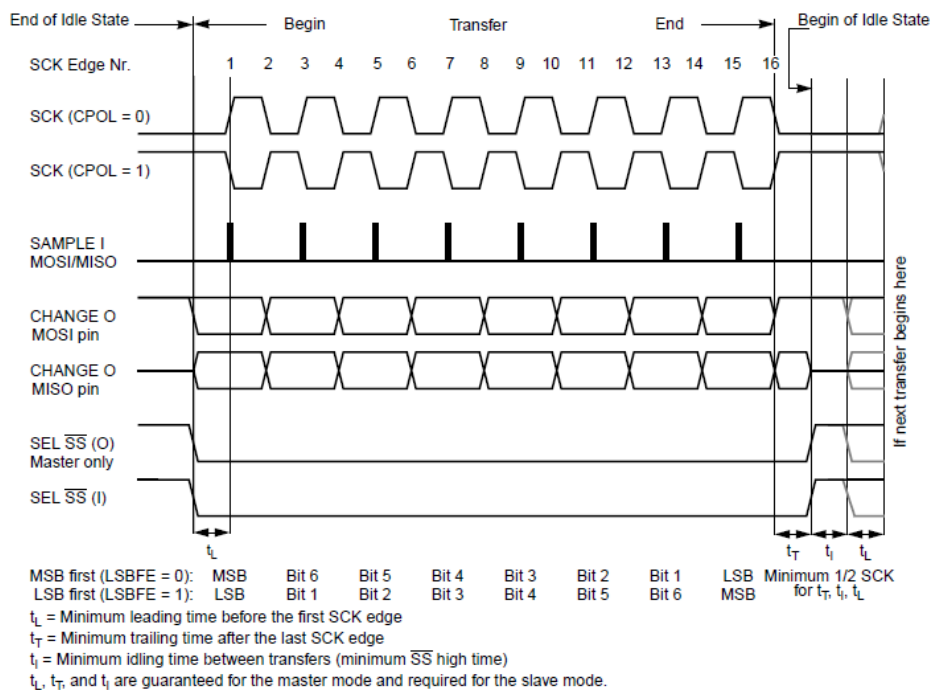 End of Idle State Begin Transfer End Begin of Idle State
SCK Edge Nr. 1 2 3 4 5 6 7 8 9 10 11 12 13 14 15 16
SCK (CPOL = 0)
SCK (CPOL = 1)
SAMPLE I
MOSI/MISO
CHANGE O
MOSI pin
CHANGE O
MISO pin
SEL SS (O)
Master only
SEL SS (I)
If next transfer begins here
tL tT tI tL
MSB first (LSBFE = 0): MSB Bit 6 Bit 5 Bit 4 Bit 3 Bit 2 Bit 1 LSB Minimum 1/2 SCK
LSB first (LSBFE = 1): LSB Bit 1 Bit 2 Bit 3 Bit 4 Bit 5 Bit 6 MSB for tT, tI, tL
tL = Minimum leading time before the first SCK edge
tT = Minimum trailing time after the last SCK edge
tI = Minimum idling time between transfers (minimum SS high time)
tL, tT, and tI are guaranteed for the master mode and required for the slave mode.